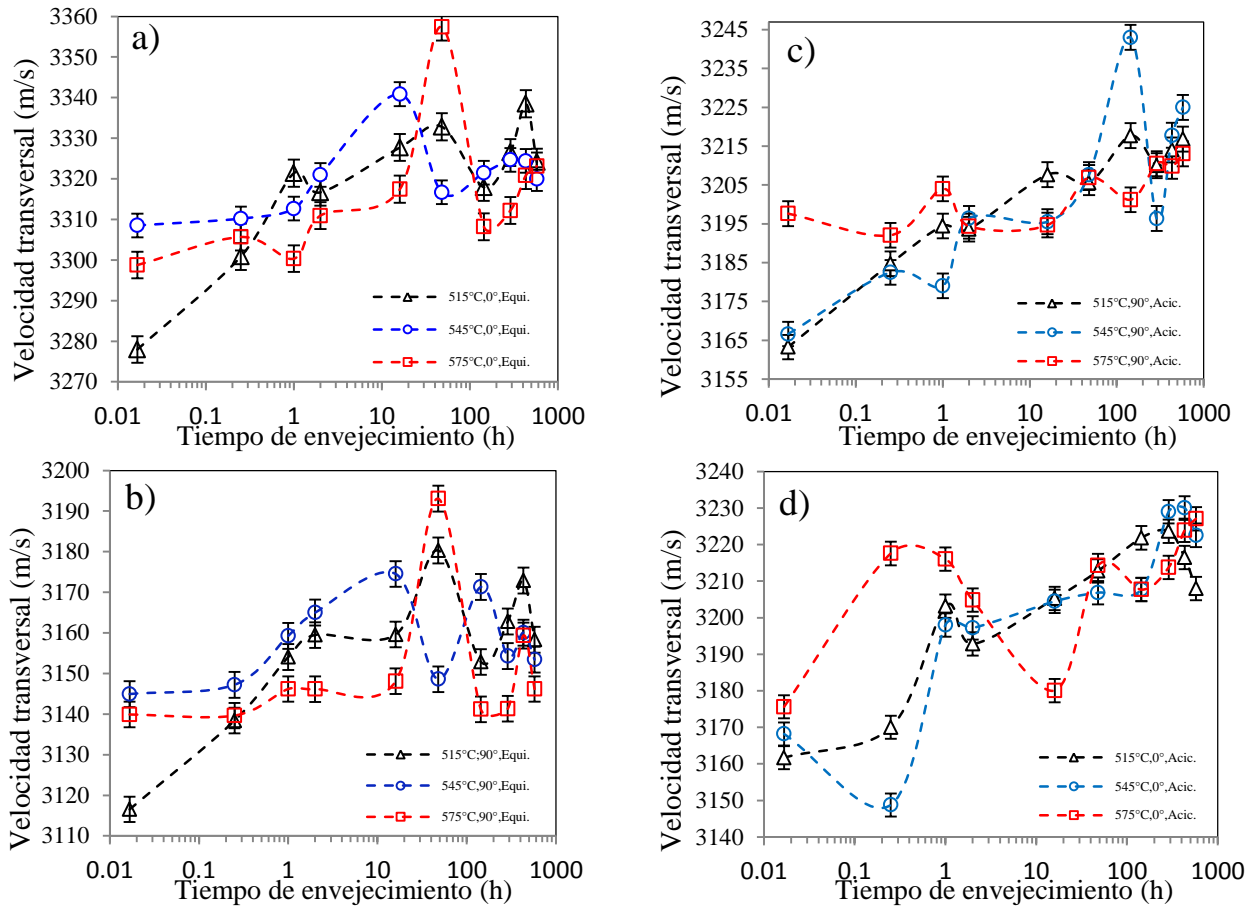 a)
Velocidad transversal (m/s)
3360
3350
3340
3330
3320
3310
3300
3290
3280
3270
515°C,0°,Equi.
545°C,0°,Equi.
575°C,0°,Equi.
0.01 0.1 1 10 100 1000
Tiempo de envejecimiento (h)
c)
Velocidad transversal (m/s)
3245
3235
3225
3215
3205
3195
3185
3175
3165
3155
515°C,90°,Acic.
545°C,90°,Acic.
575°C,90°,Acic.
0.01 0.1 1 10 100 1000
Tiempo de envejecimiento (h)
b)
Velocidad transversal (m/s)
3200
3190
3180
3170
3160
3150
3140
3130
3120
3110
515°C;90°,Equi.
545°C,90°,Equi.
575°C,90°,Equi.
0.01 0.1 1 10 100 1000
Tiempo de envejecimiento (h)
d)
Velocidad transversal (m/s)
3240
3230
3220
3210
3200
3190
3180
3170
3160
3150
3140
515°C,0°,Acic.
545°C,0°,Acic.
575°C,0°,Acic.
0.01 0.1 1 10 100 1000
Tiempo de envejecimiento (h)